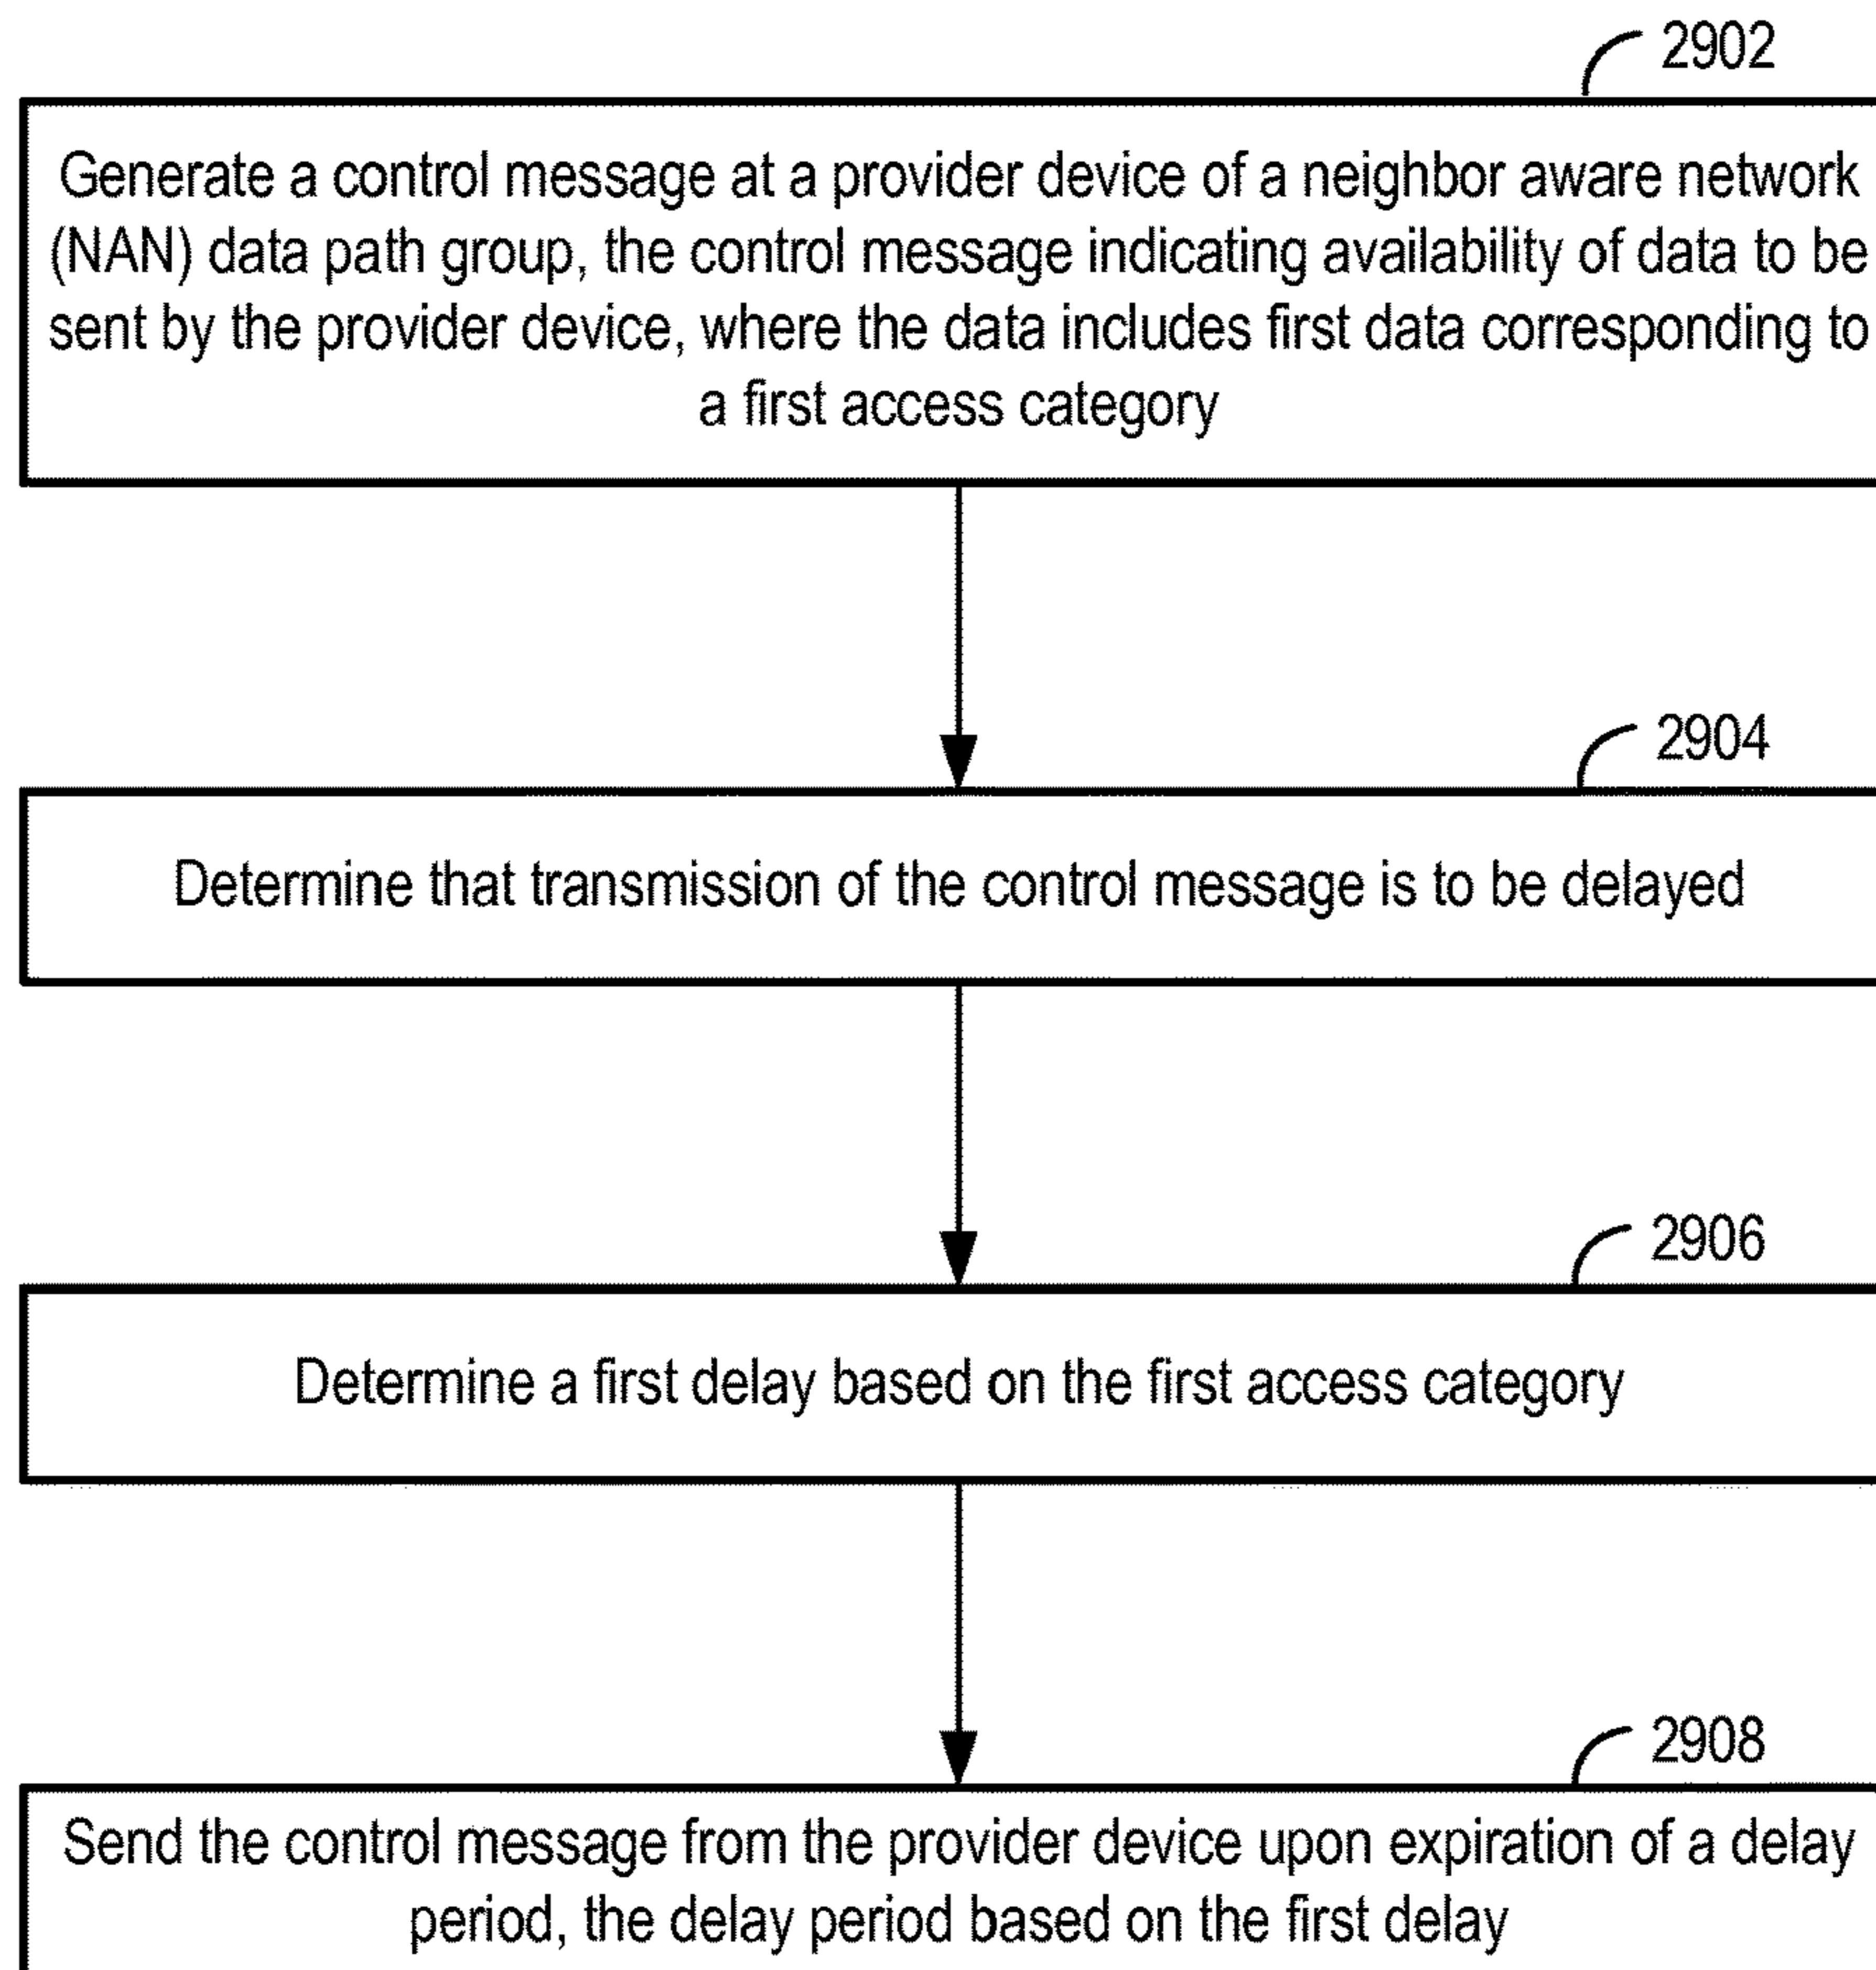 2902
Generate a control message at a provider device of a neighbor aware network
(NAN) data path group, the control message indicating availability of data to be
sent by the provider device, where the data includes first data corresponding to
a first access category
2904
Determine that transmission of the control message is to be delayed
2906
Determine a first delay based on the first access category
2908
Send the control message from the provider device upon expiration of a delay
period, the delay period based on the first delay